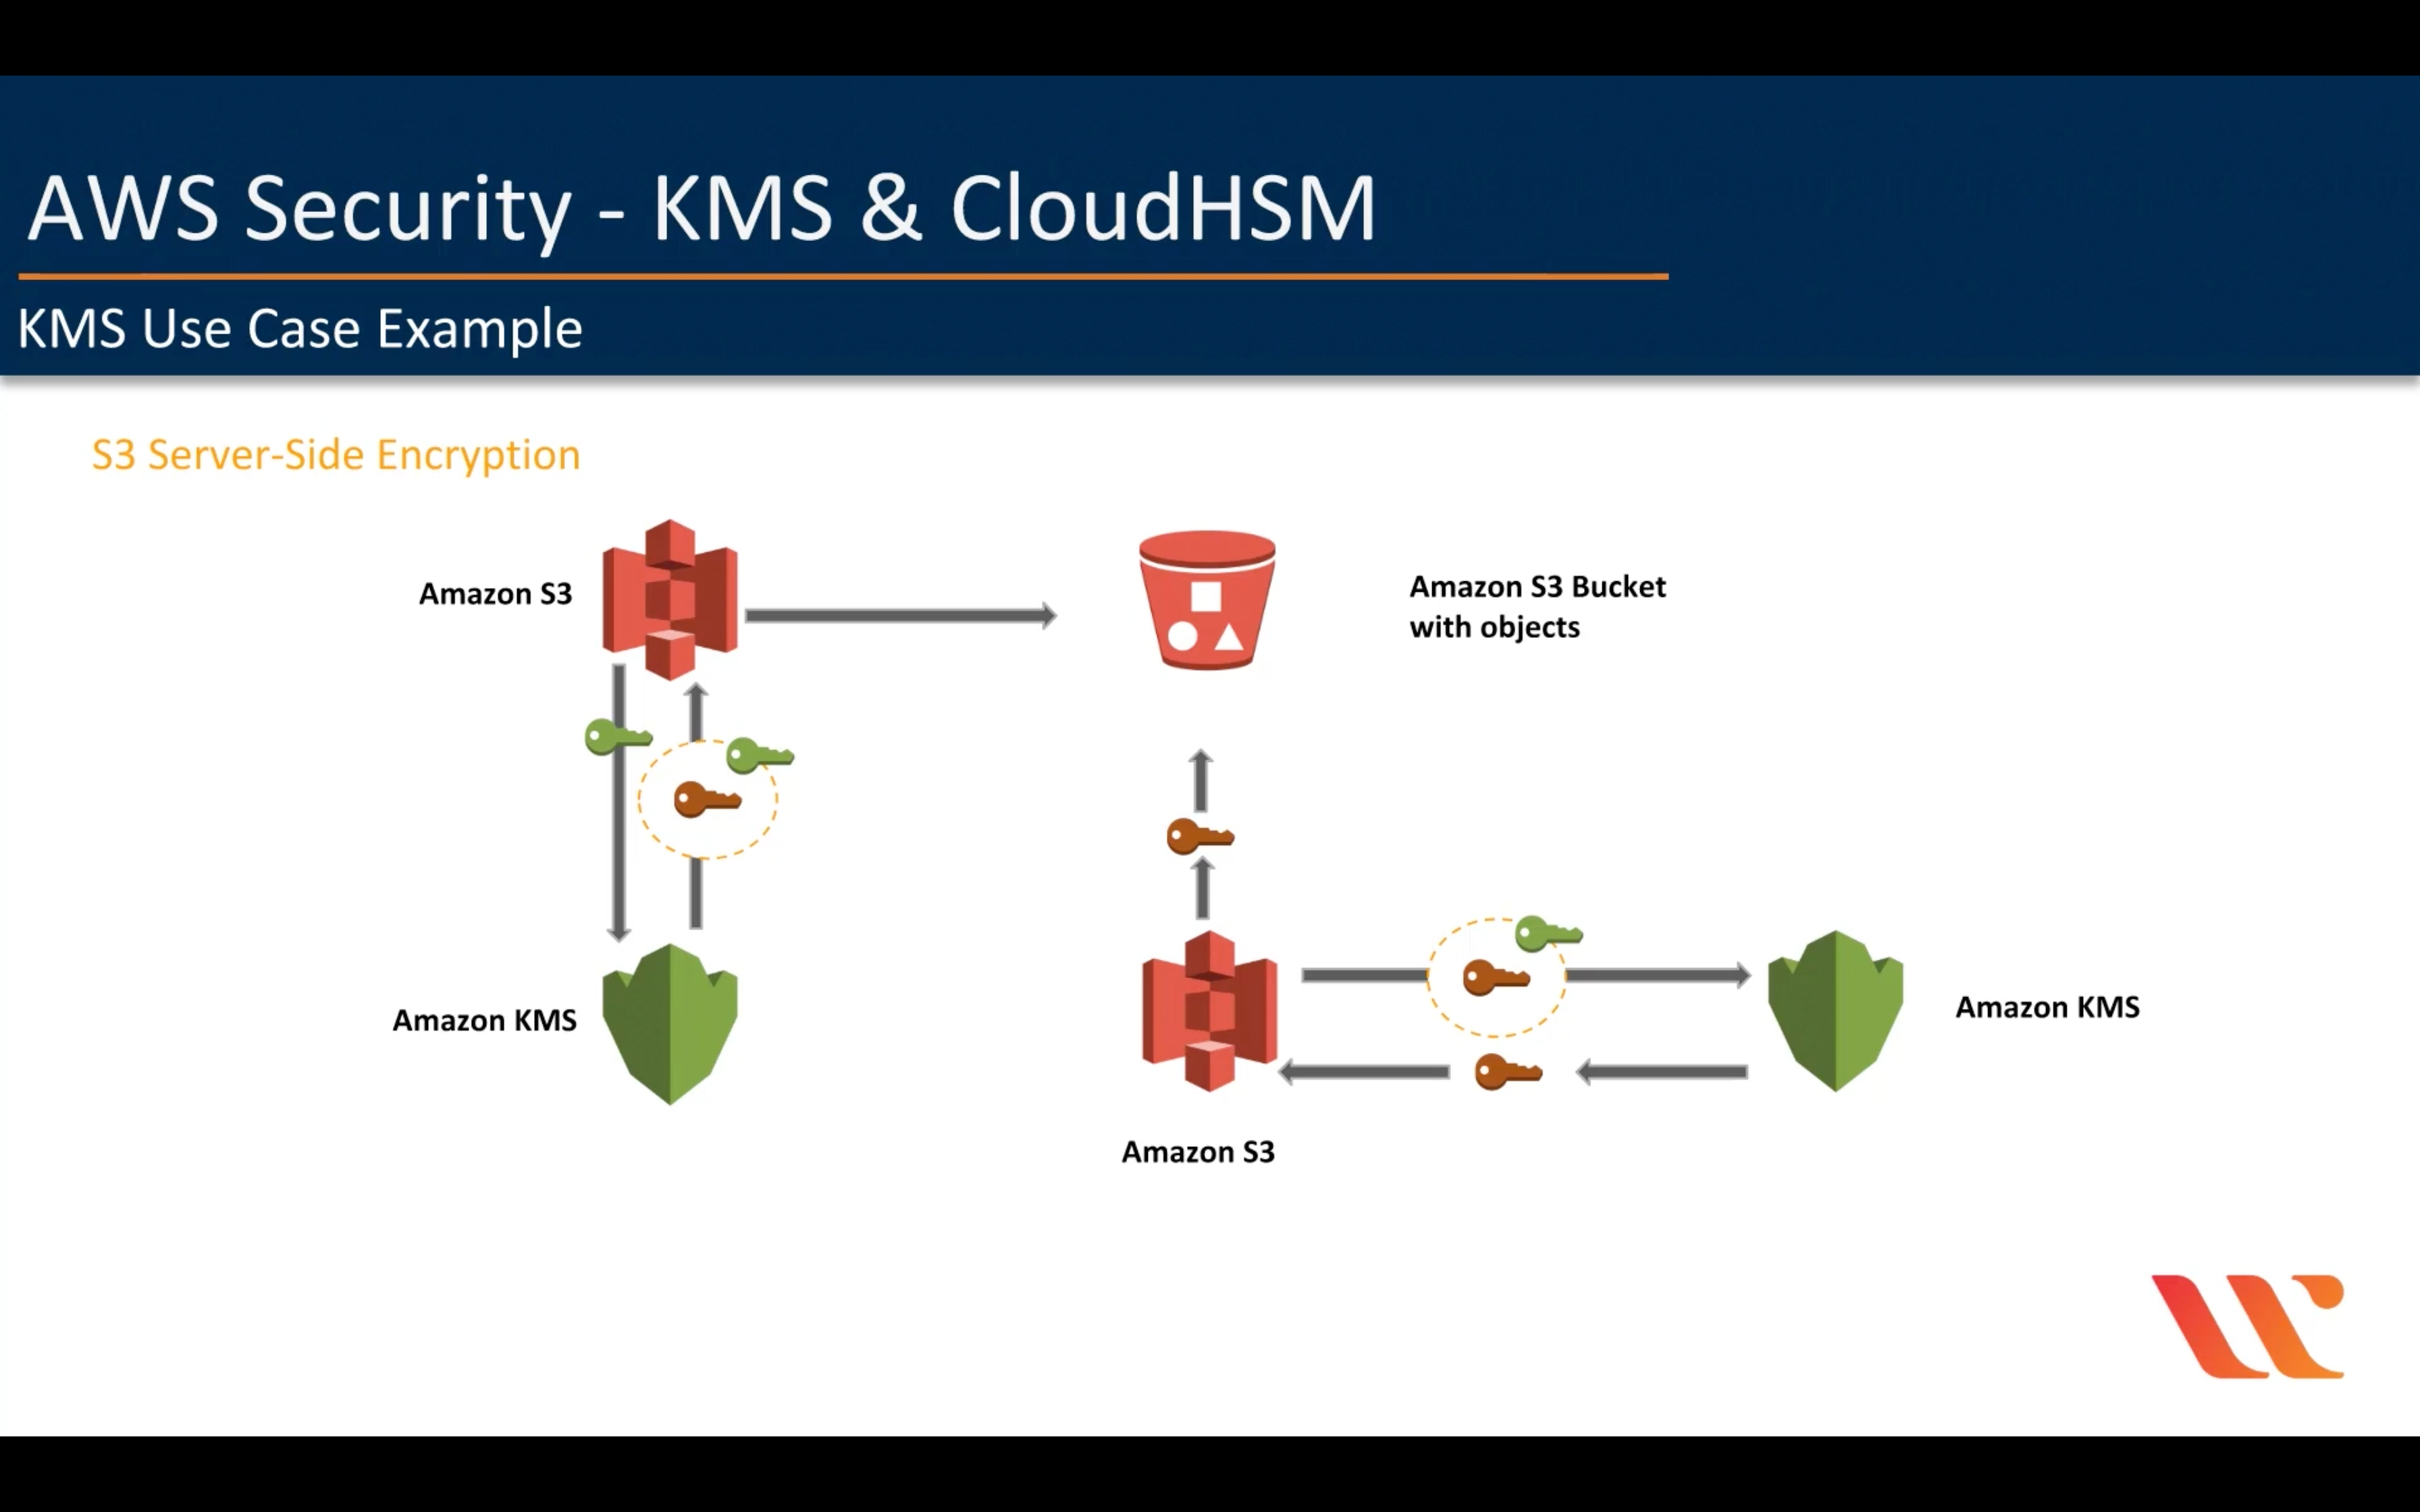 AWS Security - KMS & CloudHSM
KMS Use Case Example
S3 Server-Side Encryption
Amazon S3
Amazon S3 Bucket
with objects
Amazon KMS
Amazon KMS
Amazon S3